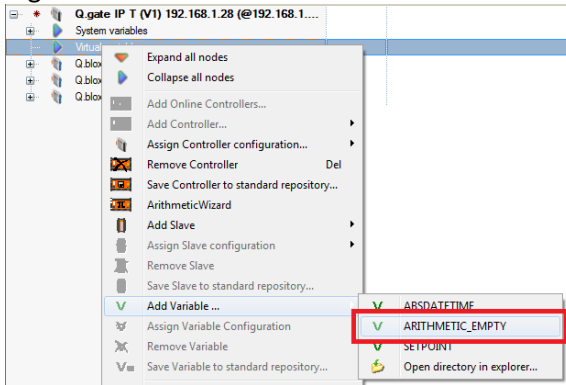 Q.gate IP T (V1) 192.168.1.28 (@192.168.1....
System variables
Virtual
Q.blox
Expand all nodes
Q.blox
Collapse all nodes
Q.blox
Add Online Controllers...
Add Controller...
Assign Controller configuration...
Remove Controller Del
Save Controller to standard repository...
ArithmeticWizard
Add Slave
Assign Slave configuration
Remove Slave
Save Slave to standard repository...
Add Variable ...
ABSDATETIME
Assign Variable Configuration
ARITHMETIC_EMPTY
Remove Variable
SETPOINT
Save Variable to standard repository...
Open directory in explorer...